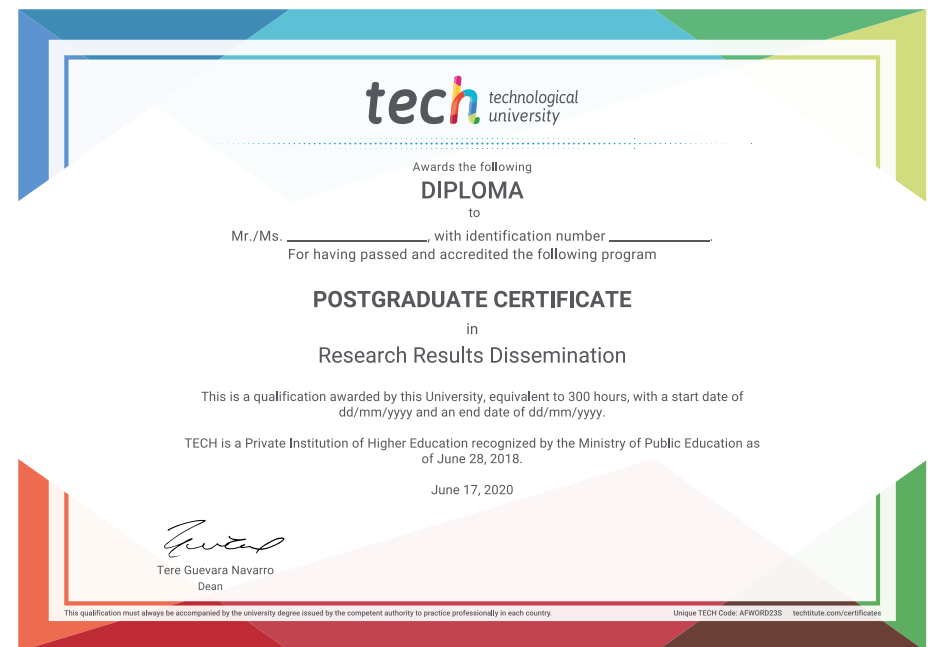 tech technological
university
Awards the following
DIPLOMA
to
Mr./Ms. ____________, with identification number ____________.
For having passed and accredited the following program
POSTGRADUATE CERTIFICATE
in
Research Results Dissemination
This is a qualification awarded by this University, equivalent to 300 hours, with a start date of
dd/mm/yyyy and an end date of dd/mm/yyyy.
TECH is a Private Institution of Higher Education recognized by the Ministry of Public Education as
of June 28, 2018.
June 17, 2020
Tere Guevara Navarro
Dean
This qualification must always be accompanied by the university degree issued by the competent authority to practice professionally in each country. Unique TECH Code: AFWORD23S techtitute.com/certificates